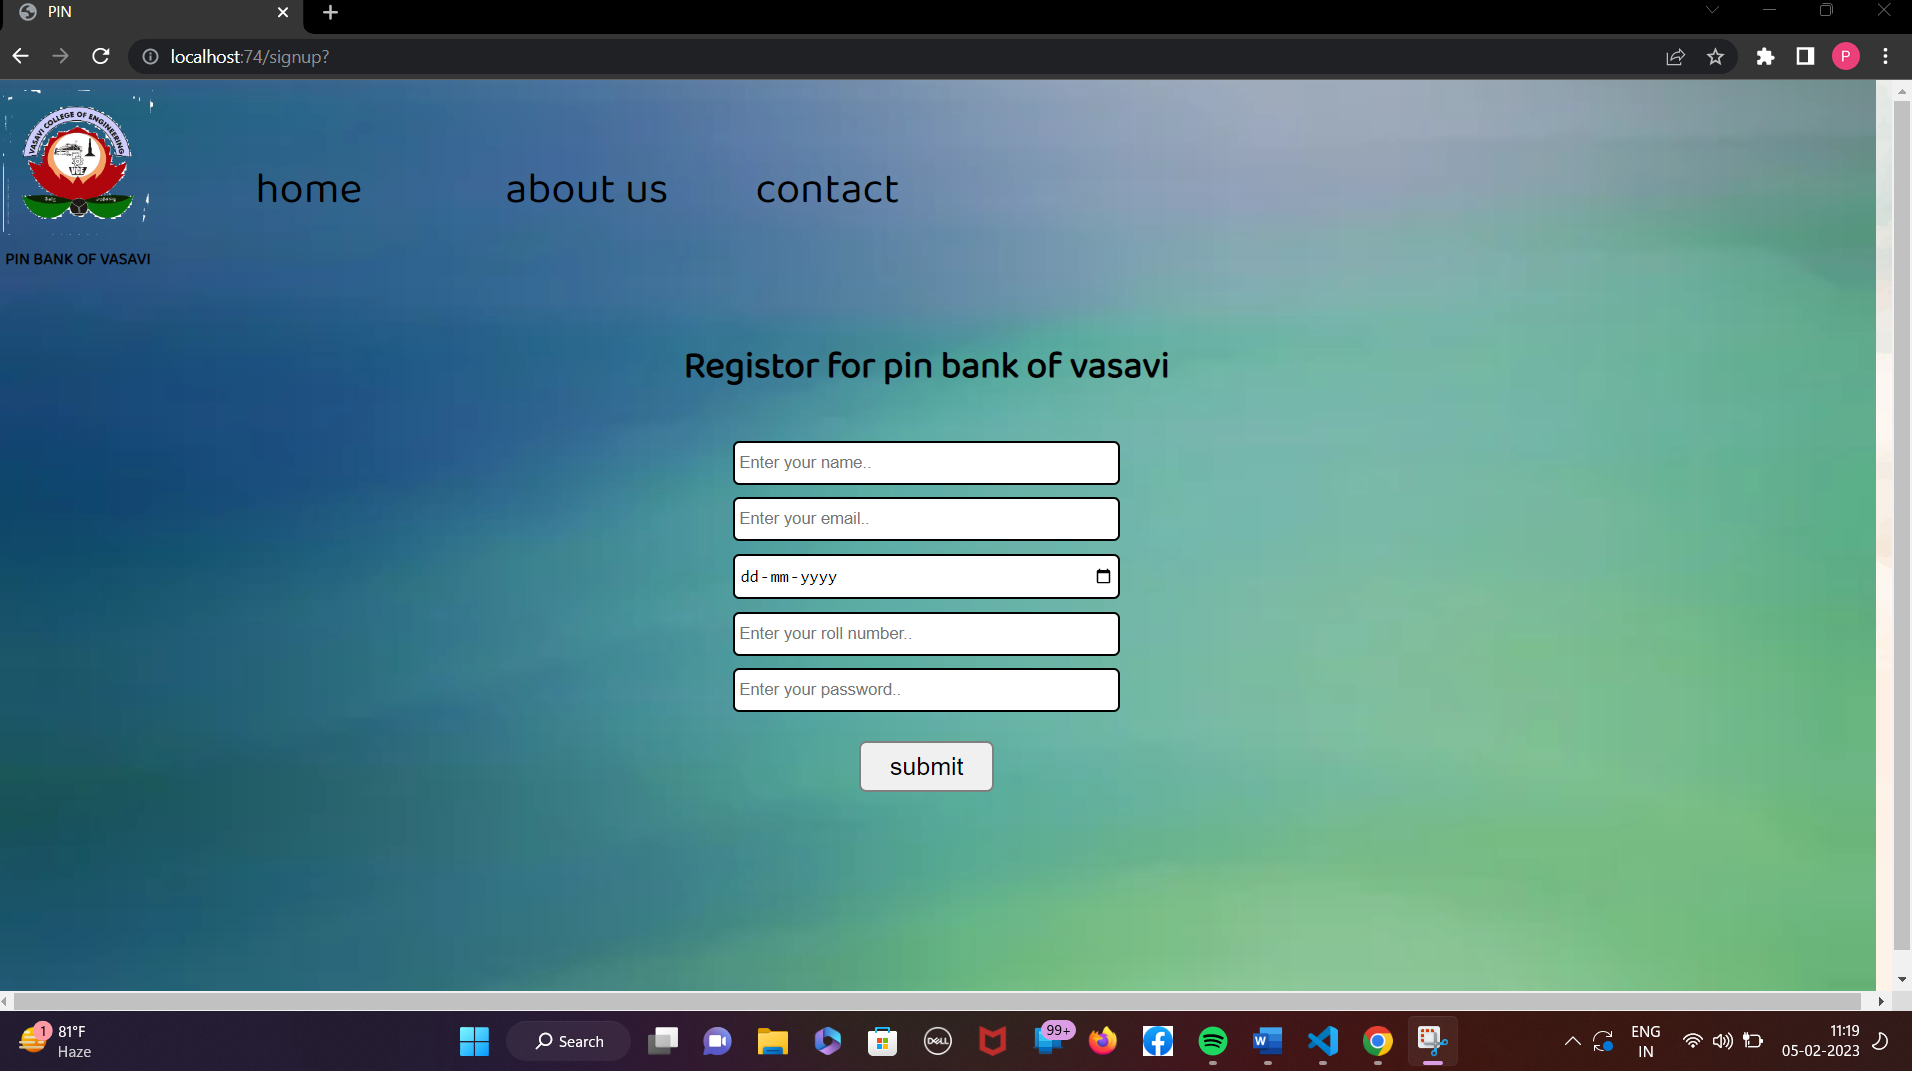 PIN
localhost:74/signup?
P
VASAVI COLLEGE OF ENGINEERING
VCE
PIN BANK OF VASAVI
home about us contact
Registor for pin bank of vasavi
Enter your name..
Enter your email..
dd-mm-yyyy
Enter your roll number..
Enter your password..
submit
1
81°F
Haze
Search
DELL
99+
W
ENG
IN
11:19
05-02-2023